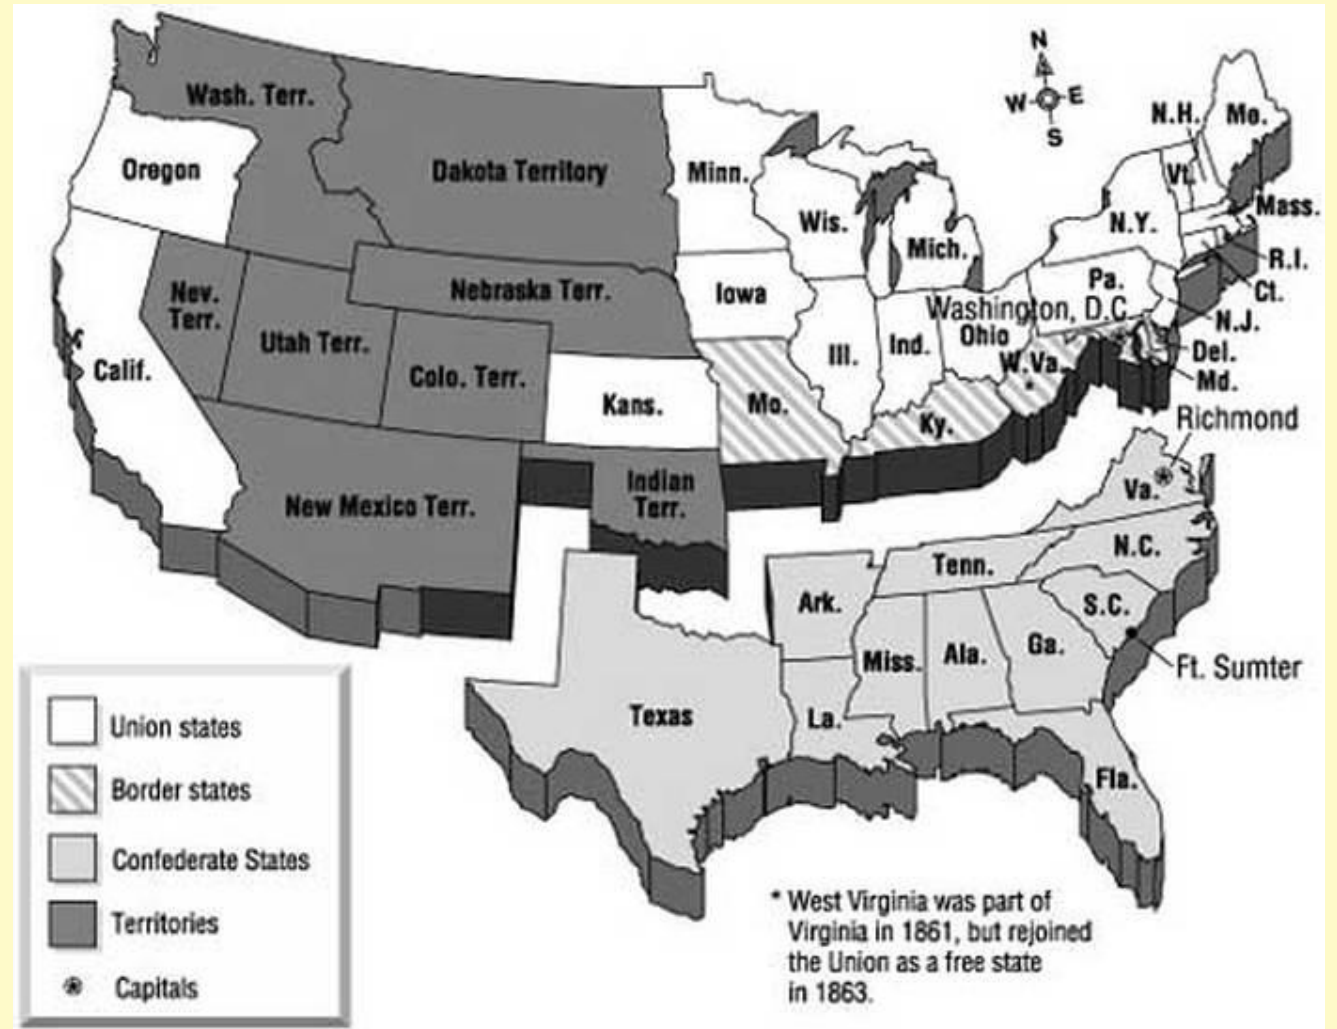 N
W E
S
Wash. Terr.
Oregon
Dakota Territory
Minn.
Wis.
Mich.
N.H.
Me.
Vt.
N.Y.
Mass.
R.I.
Ct.
Pa.
N.J.
Del.
Md.
Nev.
Terr.
Utah Terr.
Nebraska Terr.
Colo. Terr.
Iowa
Ill.
Ind.
Ohio
Washington, D.C.
W.Va.
*
Calif.
Kans.
Mo.
Ky.
Richmond
New Mexico Terr.
Indian
Terr.
Va.
Tenn.
N.C.
Ark.
S.C.
Miss.
Ala.
Ga.
Ft. Sumter
Texas
La.
Fla.
Union states
Border states
Confederate States
Territories
Capitals
* West Virginia was part of
Virginia in 1861, but rejoined
the Union as a free state
in 1863.